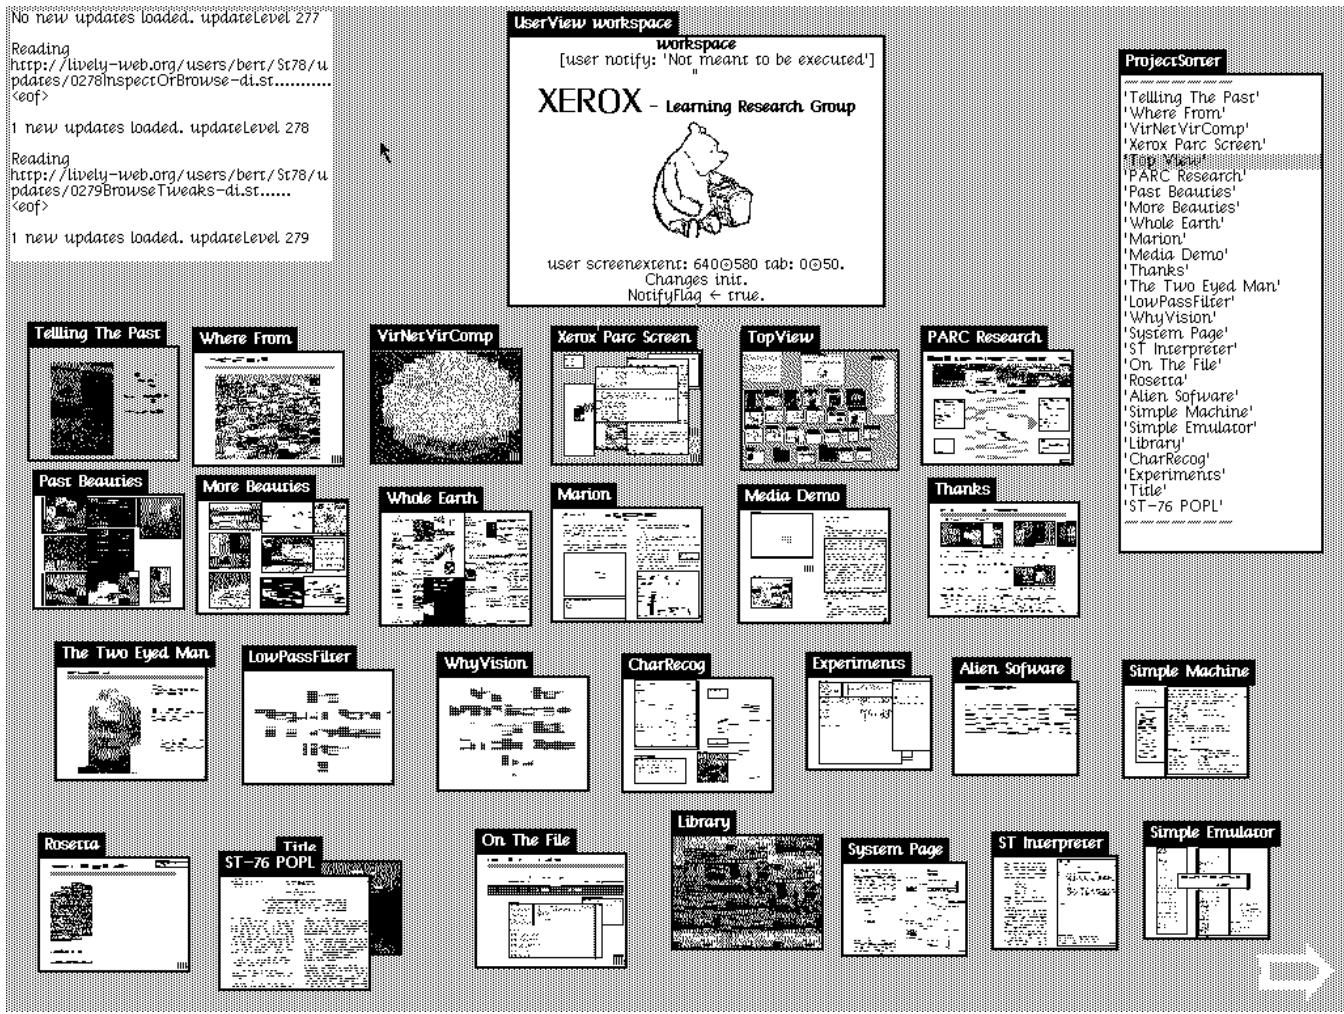 No new updates loaded. updateLevel 277
Reading
http://lively-web.org/users/bert/St78/u
pdates/0278InspectOrBrowse-di.st...........
<eof>
1 new updates loaded. updateLevel 278
Reading
http://lively-web.org/users/bert/St78/u
pdates/0279BrowseTweaks-di.st......
<eof>
1 new updates loaded. updateLevel 279
UserView workspace
workspace
[user notify: 'Not meant to be executed']
"
XEROX - Learning Research Group
user screenextent: 640⊙580 tab: 0⊙50.
Changes init.
NotifyFlag ← true.
ProjectSorter
'Tellling The Past'
'Where From'
'VirNetVirComp'
'Xerox Parc Screen'
'Top View'
'PARC Research'
'Past Beauties'
'More Beauties'
'Whole Earth'
'Marion'
'Media Demo'
'Thanks'
'The Two Eyed Man'
'LowPassFilter'
'WhyVision'
'System Page'
'ST Interpreter'
'On The File'
'Rosetta'
'Alien Sofware'
'Simple Machine'
'Simple Emulator'
'Library'
'CharRecog'
'Experiments'
'Title'
'ST-76 POPL'
Tellling The Past
Where From
VirNetVirComp
Xerox Parc Screen
TopView
PARC Research
Past Beauties
More Beauties
Whole Earth
Marion
Media Demo
Thanks
The Two Eyed Man
LowPassFilter
WhyVision
CharRecog
Experiments
Alien Sofware
Simple Machine
Rosetta
Title
ST-76 POPL
On The File
Library
System Page
ST Interpreter
Simple Emulator